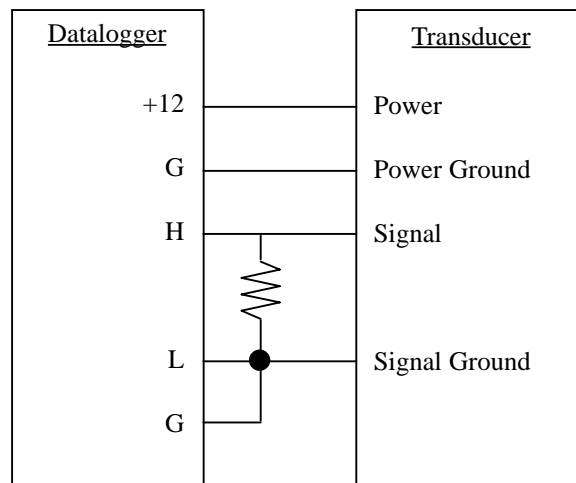 Datalogger
Transducer
+12
Power
G
Power Ground
H
Signal
L
Signal Ground
G